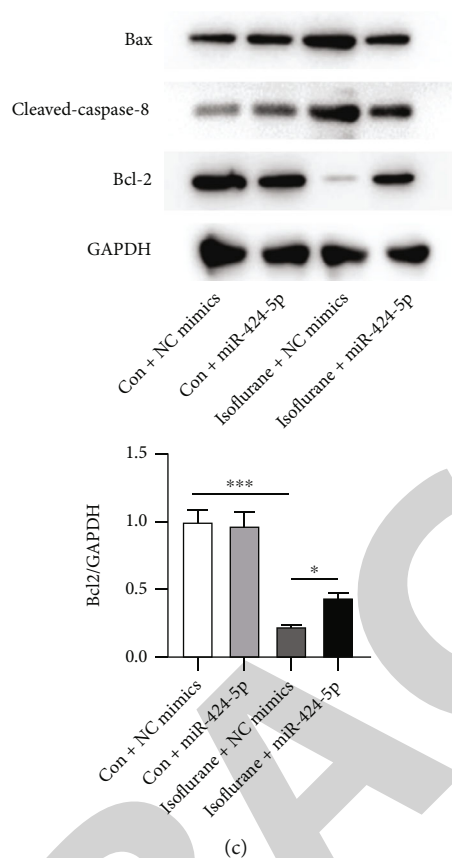 Bax
Cleaved-caspase-8
Bcl-2
GAPDH
Con + NC mimics
Con + miR-424-5p
Isoflurane + NC mimics
Isoflurane + miR-424-5p
1.5
1.0
0.5
0.0
Bcl2/GAPDH
***
*
Con + NC mimics
Con + miR-424-5p
Isoflurane + NC mimics
Isoflurane + miR-424-5p
(c)